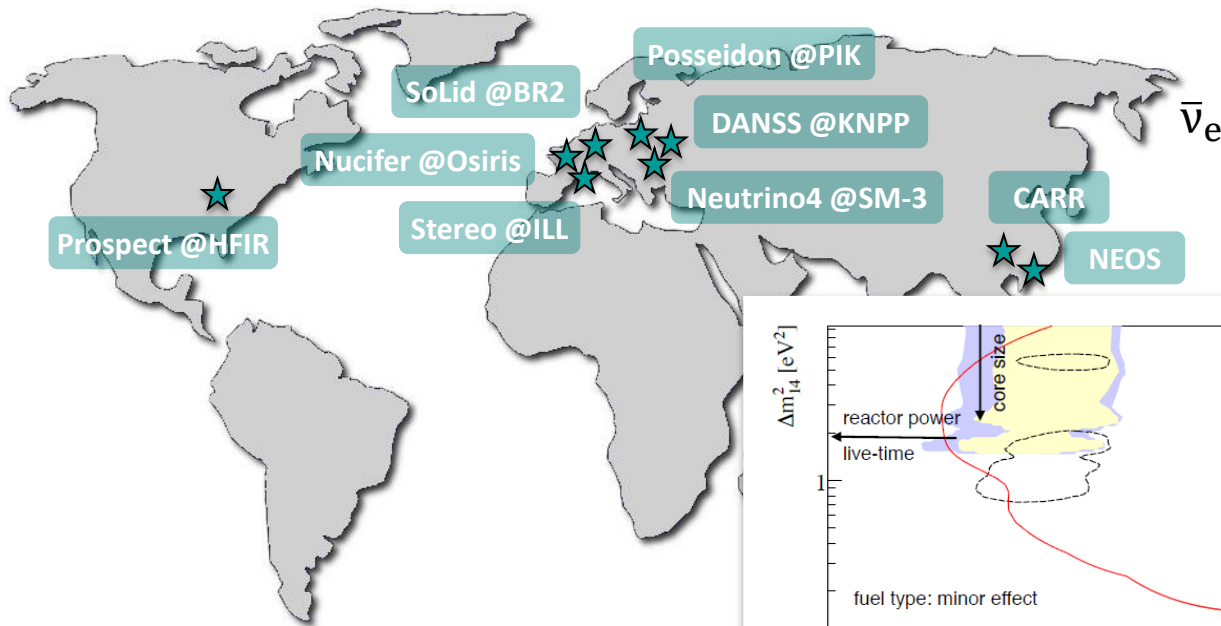 Posseidon @PIK
SoLid @BR2
DANSS @KNPP
ν̄e
Nucifer @Osiris
Neutrino4 @SM-3
CARR
Stereo @ILL
Prospect @HFIR
NEOS
Δm²₁₄ [eV²]
core size
reactor power
live-time
1
fuel type: minor effect